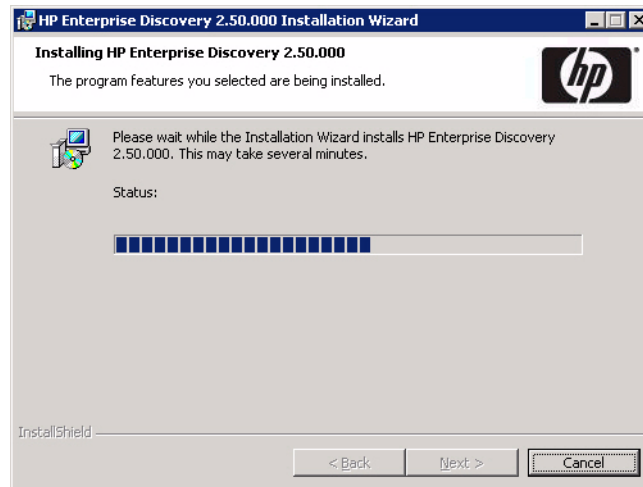 HP Enterprise Discovery 2.50.000 Installation Wizard
Installing HP Enterprise Discovery 2.50.000
The program features you selected are being installed.
hp
Please wait while the Installation Wizard installs HP Enterprise Discovery
2.50.000. This may take several minutes.
Status:
InstallShield
< Back
Next >
Cancel